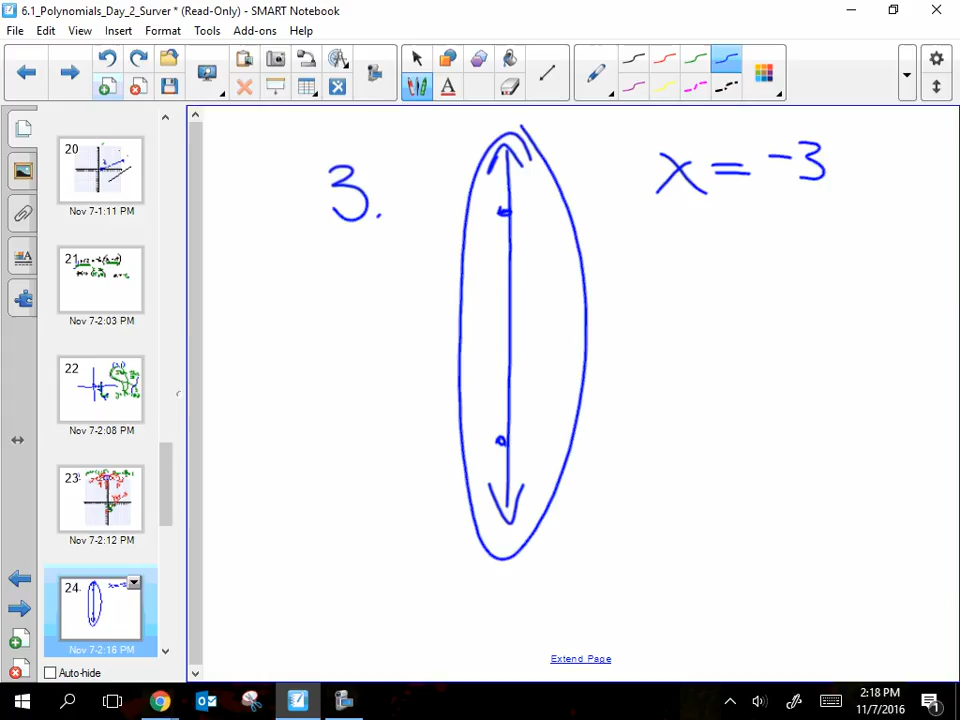 6.1_Polynomials_Day_2_Surver * (Read-Only) - SMART Notebook
File Edit View Insert Format Tools Add-ons Help
20
Nov 7-1:11 PM
21
Nov 7-2:03 PM
22
Nov 7-2:08 PM
23
Nov 7-2:12 PM
24
x=-3
Nov 7-2:16 PM
Auto-hide
3.
x = -3
Extend Page
2:18 PM
11/7/2016
1